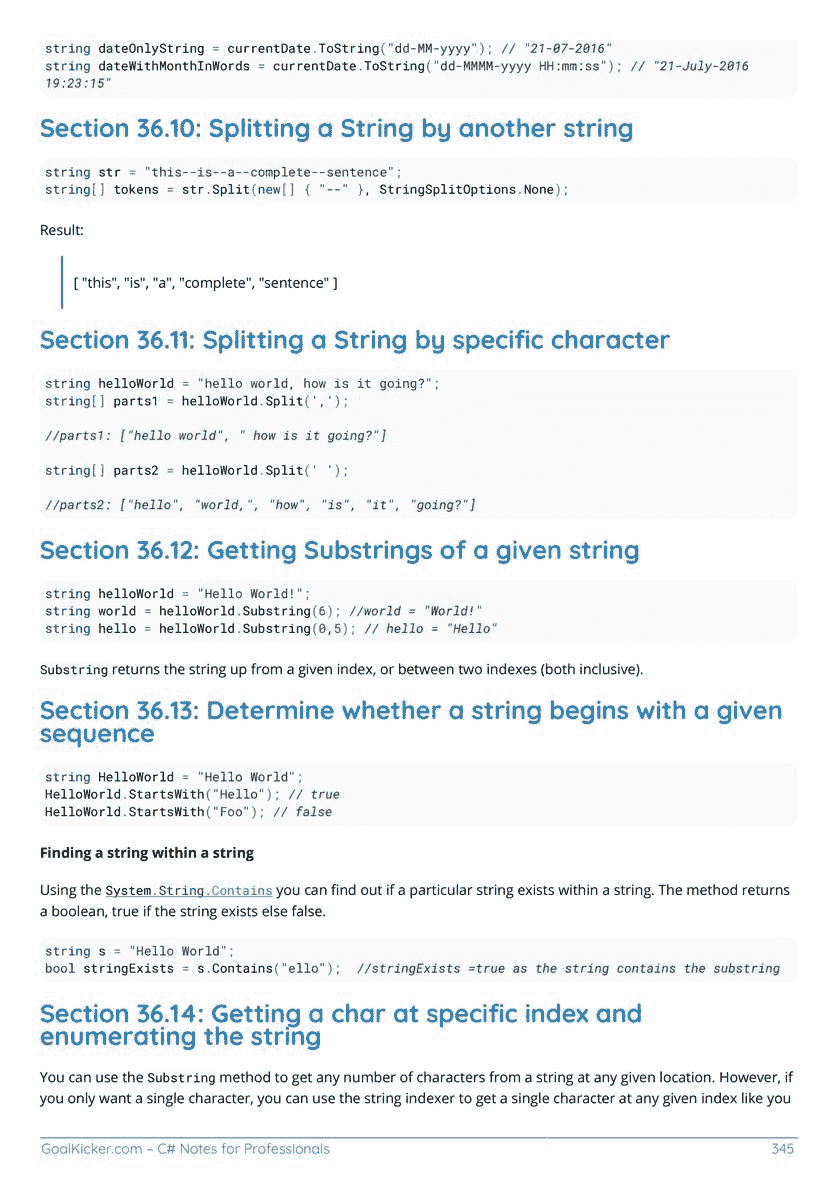 string dateOnlyString = currentDate.ToString("dd-MM-yyyy"); // "21-07-2016"
string dateWithMonthInWords = currentDate.ToString("dd-MMMM-yyyy HH:mm:ss"); // "21-July-2016
19:23:15"
Section 36.10: Splitting a String by another string
string str = "this--is--a--complete--sentence";
string[] tokens = str.Split(new[] { "--" }, StringSplitOptions.None);
Result:
[ "this", "is", "a", "complete", "sentence" ]
Section 36.11: Splitting a String by specific character
string helloWorld = "hello world, how is it going?";
string[] parts1 = helloWorld.Split(',');
//parts1: ["hello world", " how is it going?"]
string[] parts2 = helloWorld.Split(' ');
//parts2: ["hello", "world,", "how", "is", "it", "going?"]
Section 36.12: Getting Substrings of a given string
string helloWorld = "Hello World!";
string world = helloWorld.Substring(6); //world = "World!"
string hello = helloWorld.Substring(0,5); // hello = "Hello"
Substring returns the string up from a given index, or between two indexes (both inclusive).
Section 36.13: Determine whether a string begins with a given
sequence
string HelloWorld = "Hello World";
HelloWorld.StartsWith("Hello"); // true
HelloWorld.StartsWith("Foo"); // false
Finding a string within a string
Using the System.String.Contains you can find out if a particular string exists within a string. The method returns
a boolean, true if the string exists else false.
string s = "Hello World";
bool stringExists = s.Contains("ello");  //stringExists =true as the string contains the substring
Section 36.14: Getting a char at specific index and
enumerating the string
You can use the Substring method to get any number of characters from a string at any given location. However, if
you only want a single character, you can use the string indexer to get a single character at any given index like you
GoalKicker.com – C# Notes for Professionals 345